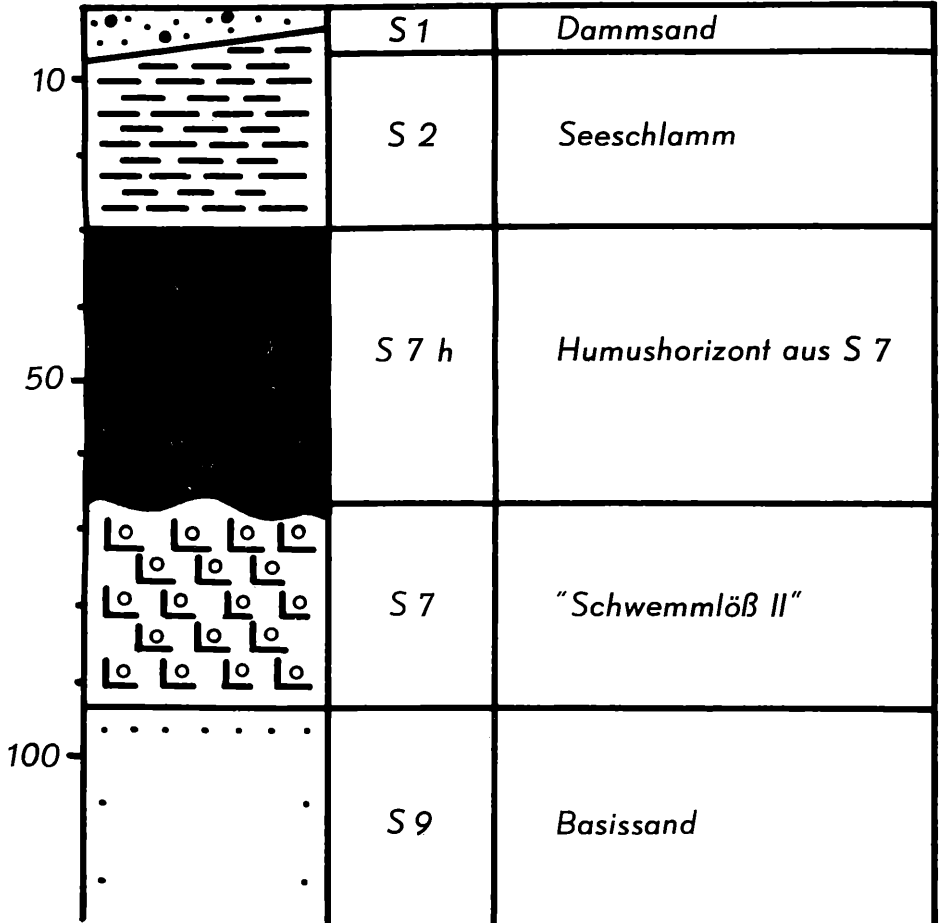 S 1 Dammsand
10
S 2 Seeschlamm
S 7 h Humushorizont aus S 7
50
S 7 "Schwemmlöß II"
100
S 9 Basissand